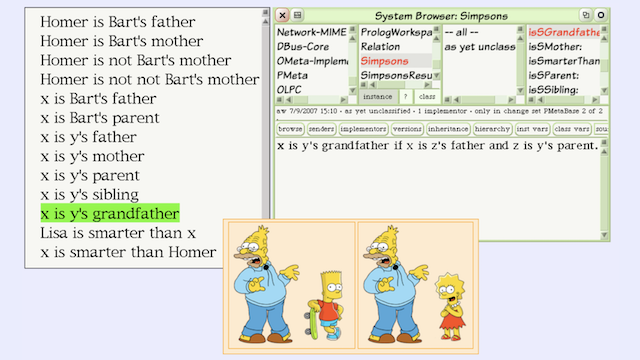 Homer is Bart's father
Homer is Bart's mother
Homer is not Bart's mother
Homer is not not Bart's mother
x is Bart's father
x is Bart's parent
x is y's father
x is y's mother
x is y's parent
x is y's sibling
x is y's grandfather
Lisa is smarter than x
x is smarter than Homer
System Browser: Simpsons
Network-MIME
DBus-Core
OMeta-Implem
PMeta
OLPC
PrologWorkspa
Relation
Simpsons
SimpsonsResu
instance ? class
-- all --
as yet unclass
isSGrandfathe
isSMother:
isSmarterThan
isSParent:
isSSibling:
aw 7/9/2007 15:10 - as yet unclassified - 1 implementor - only in change set PMetaBase 2 of 2
browse senders implementors versions inheritance hierarchy inst vars class vars sou
x is y's grandfather if x is z's father and z is y's parent.